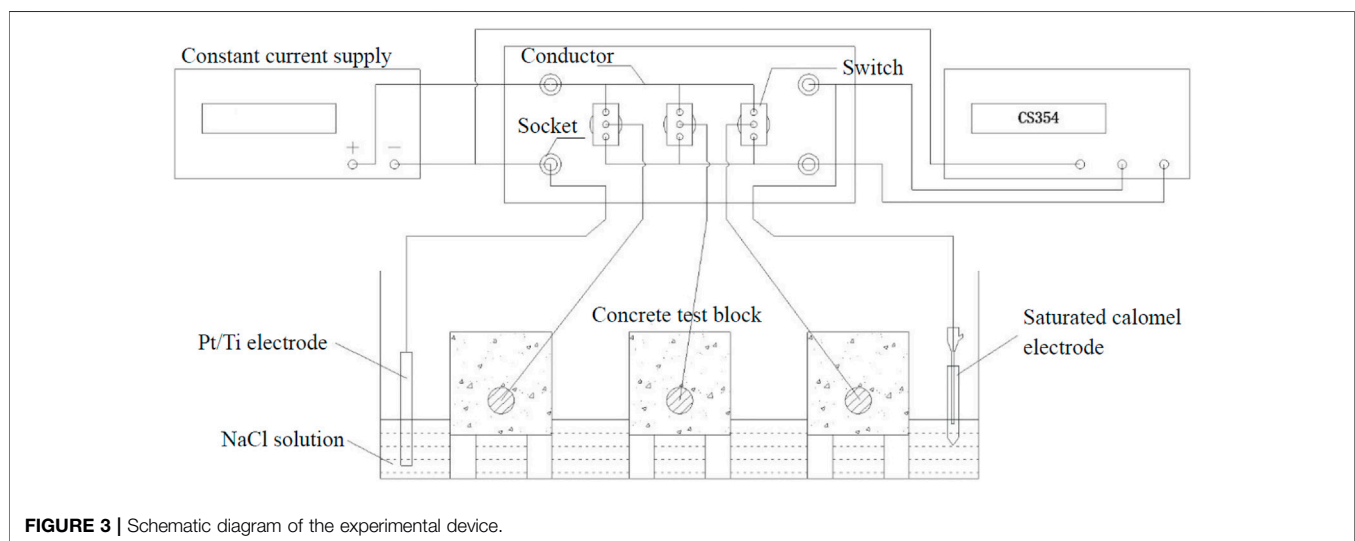 Constant current supply
Conductor
Switch
CS354
Socket
+ −
Concrete test block
Saturated calomel
electrode
Pt/Ti electrode
NaCl solution
FIGURE 3 | Schematic diagram of the experimental device.